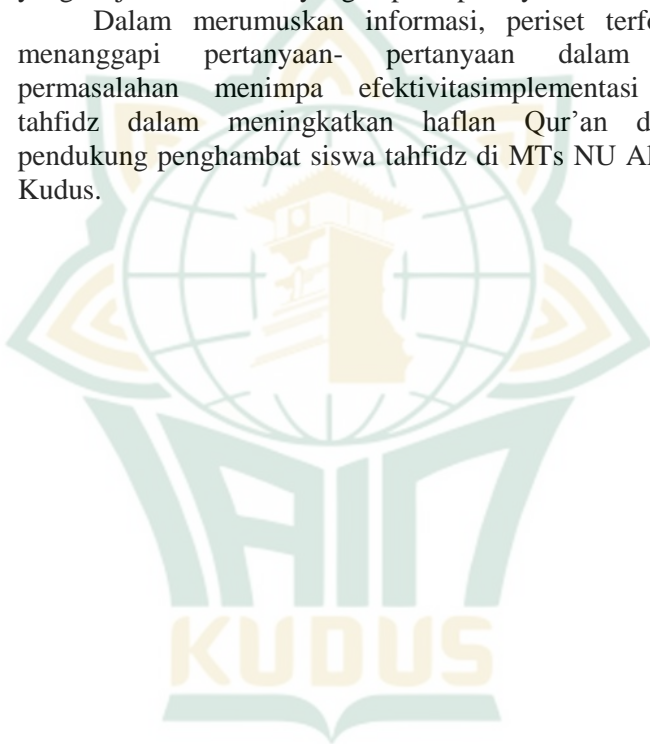 Dalam merumuskan informasi, periset
menanggapi pertanyaan- pertanyaan dalam
permasalahan menimpa efektivitasimplementasi
tahfidz dalam meningkatkan haflan Qur’an
pendukung penghambat siswa tahfidz di MTs NU
Kudus.
IAIN
KUDUS